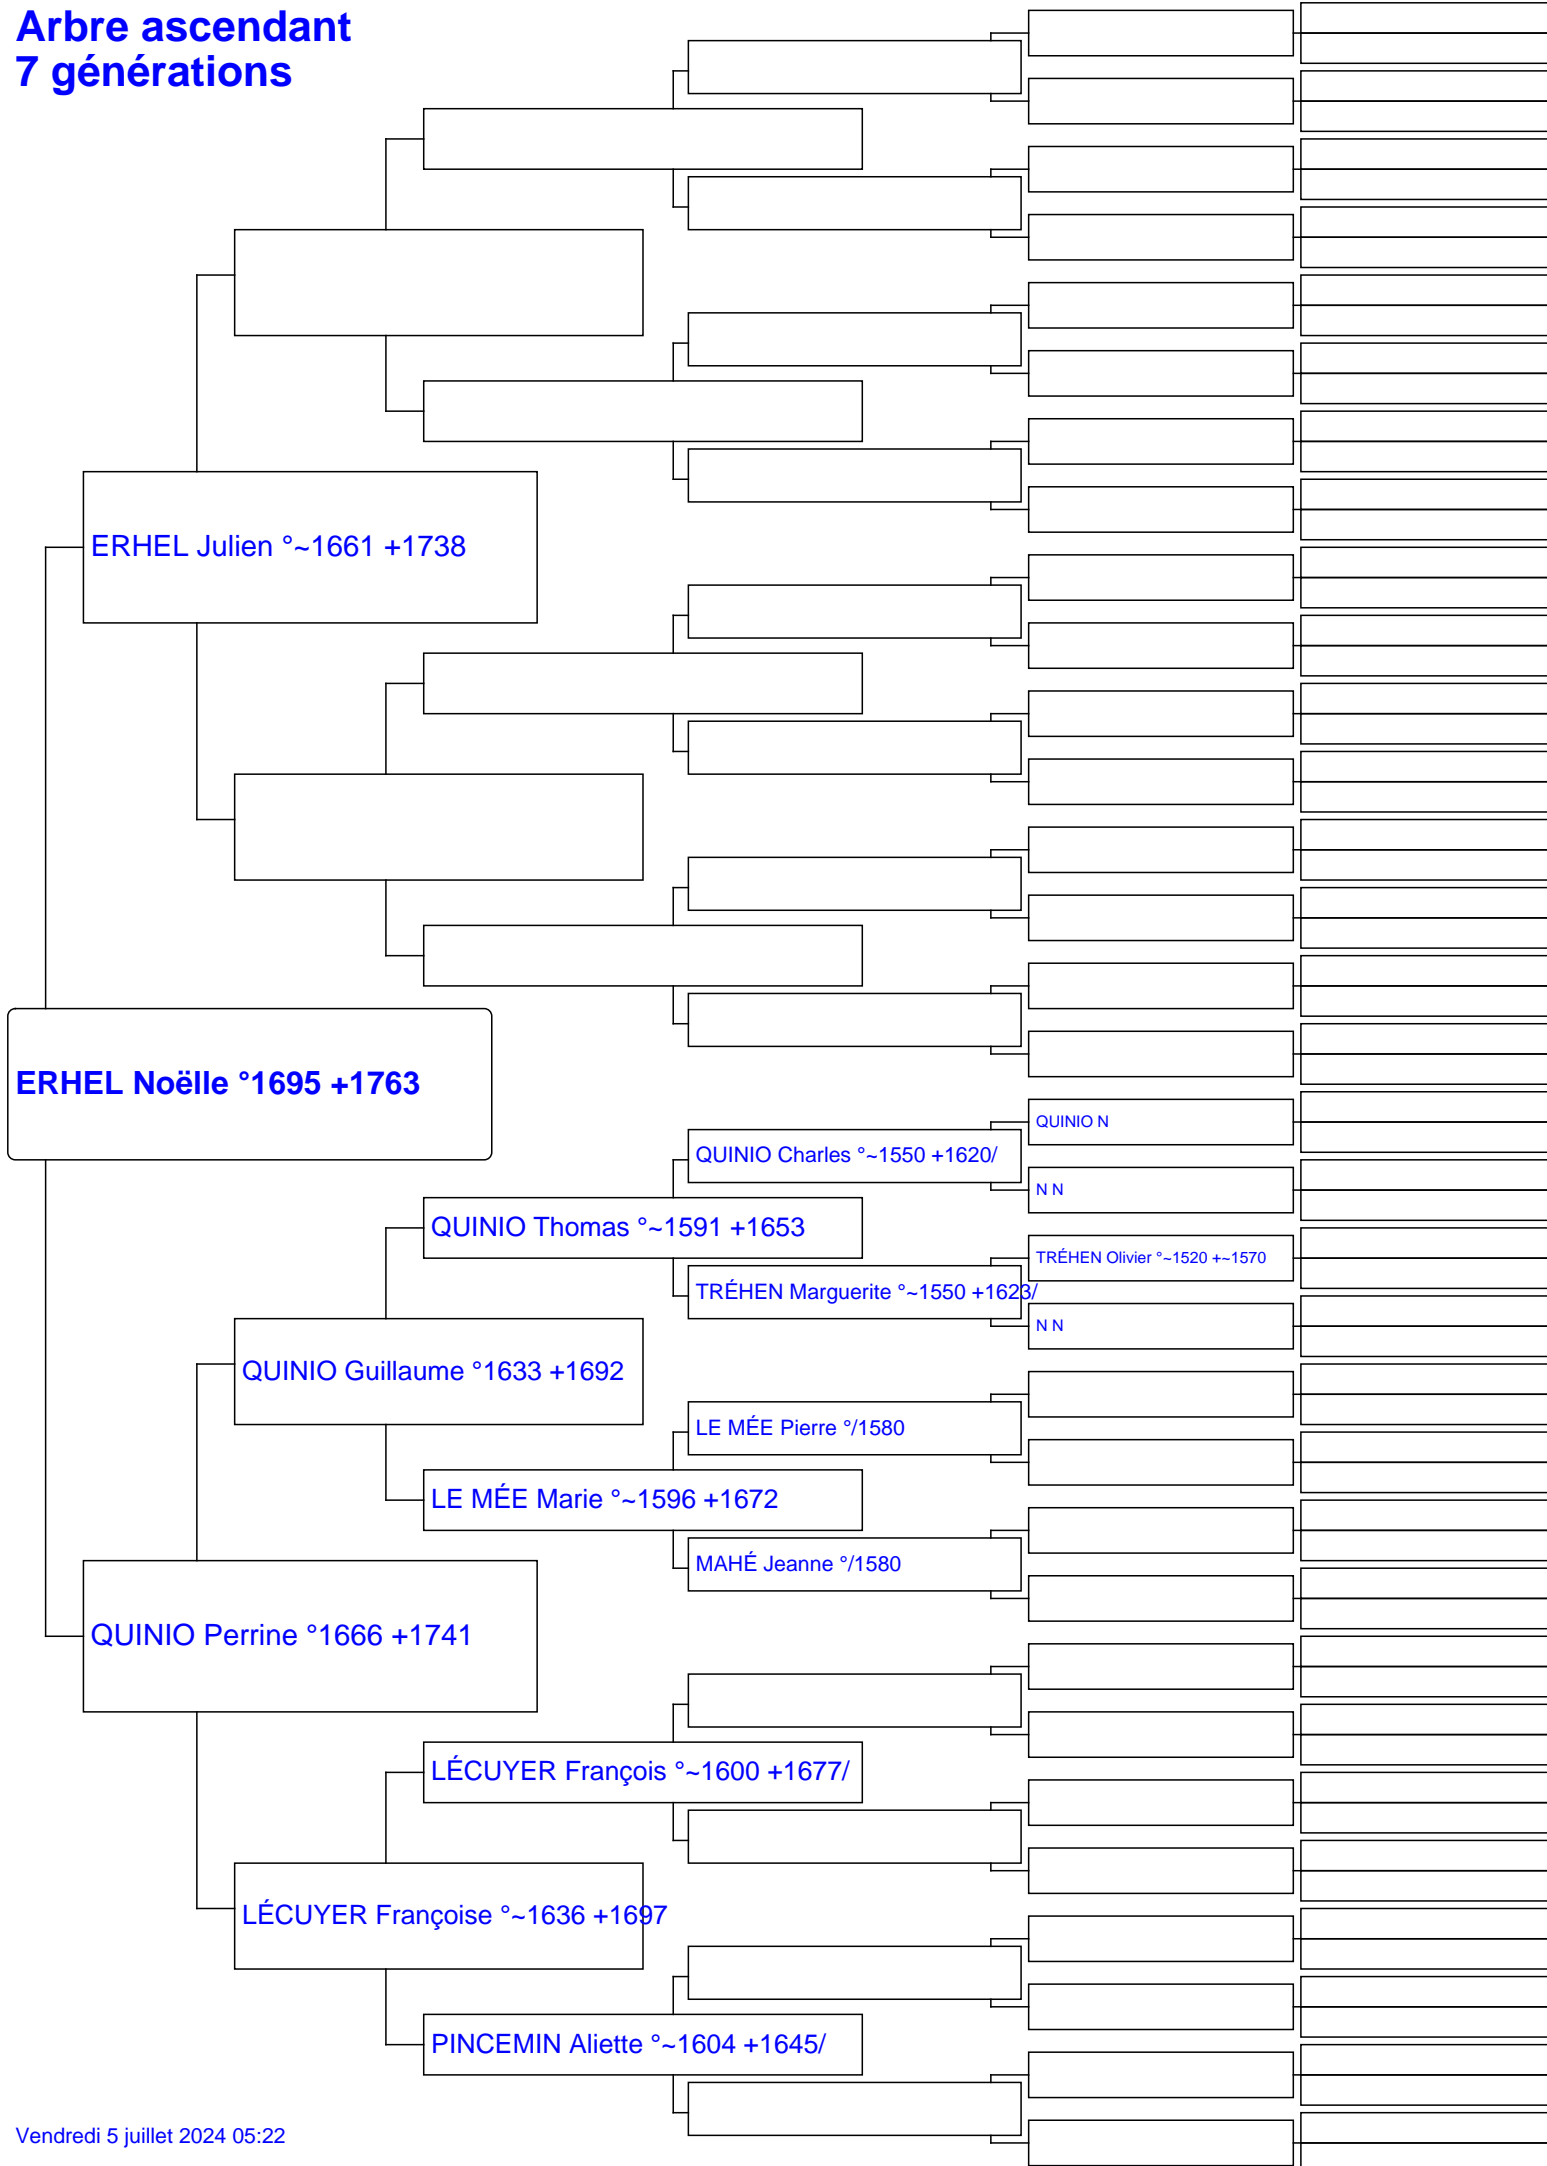 Arbre ascendant
7 générations
ERHEL Julien °~1661 +1738
ERHEL Noëlle °1695 +1763
QUINIO N
QUINIO Charles °~1550 +1620/
N N
QUINIO Thomas °~1591 +1653
TRÉHEN Olivier °~1520 +~1570
TRÉHEN Marguerite °~1550 +1623/
N N
QUINIO Guillaume °1633 +1692
LE MÉE Pierre °/1580
LE MÉE Marie °~1596 +1672
MAHÉ Jeanne °/1580
QUINIO Perrine °1666 +1741
LÉCUYER François °~1600 +1677/
LÉCUYER Françoise °~1636 +1697
PINCEMIN Aliette °~1604 +1645/
Vendredi 5 juillet 2024 05:22